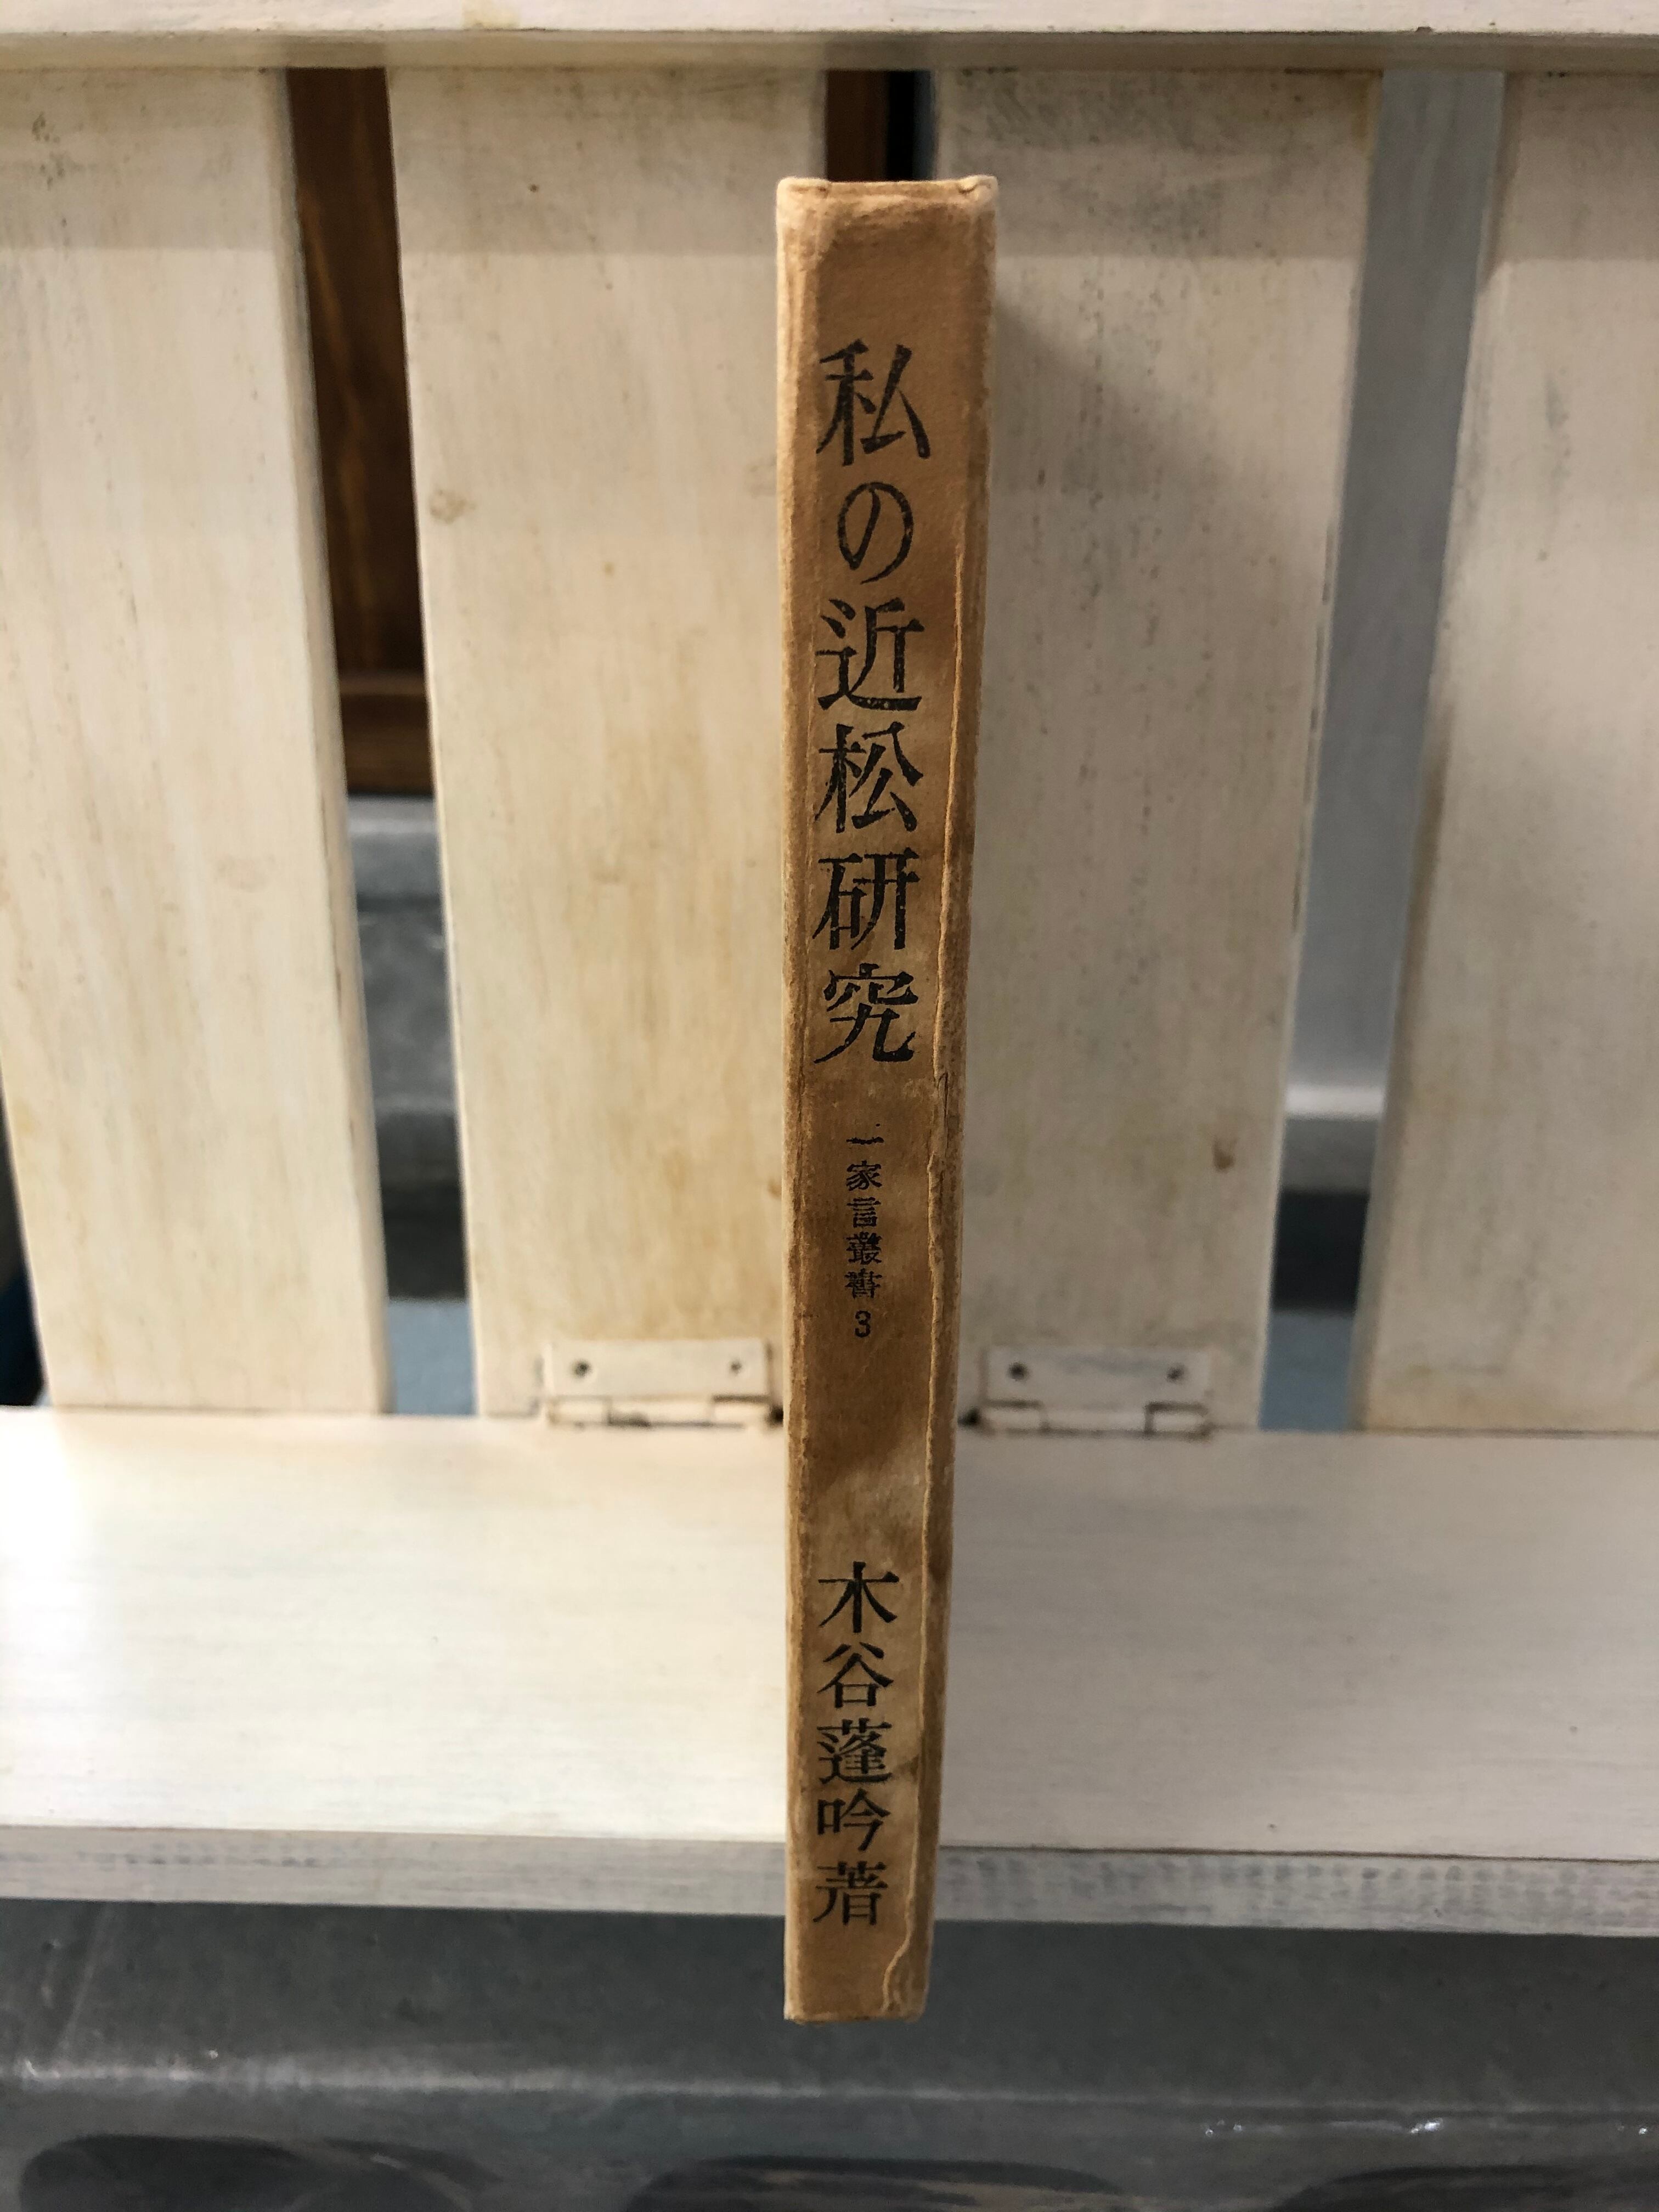 私の近松研究
一家言叢書3
木谷蓬吟著